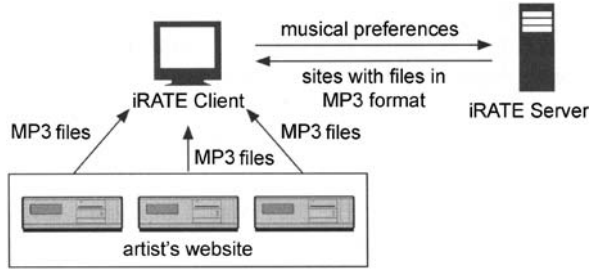 musical preferences
sites with files in
MP3 format
iRATE Client
iRATE Server
MP3 files
MP3 files
MP3 files
artist's website